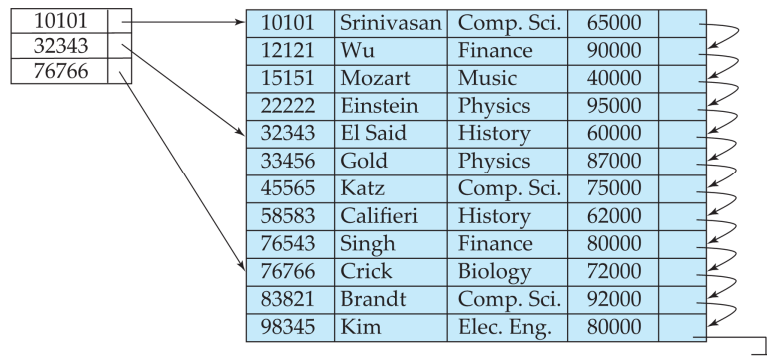 10101
32343
76766
10101 Srinivasan Comp. Sci. 65000
12121 Wu Finance 90000
15151 Mozart Music 40000
22222 Einstein Physics 95000
32343 El Said History 60000
33456 Gold Physics 87000
45565 Katz Comp. Sci. 75000
58583 Califieri History 62000
76543 Singh Finance 80000
76766 Crick Biology 72000
83821 Brandt Comp. Sci. 92000
98345 Kim Elec. Eng. 80000